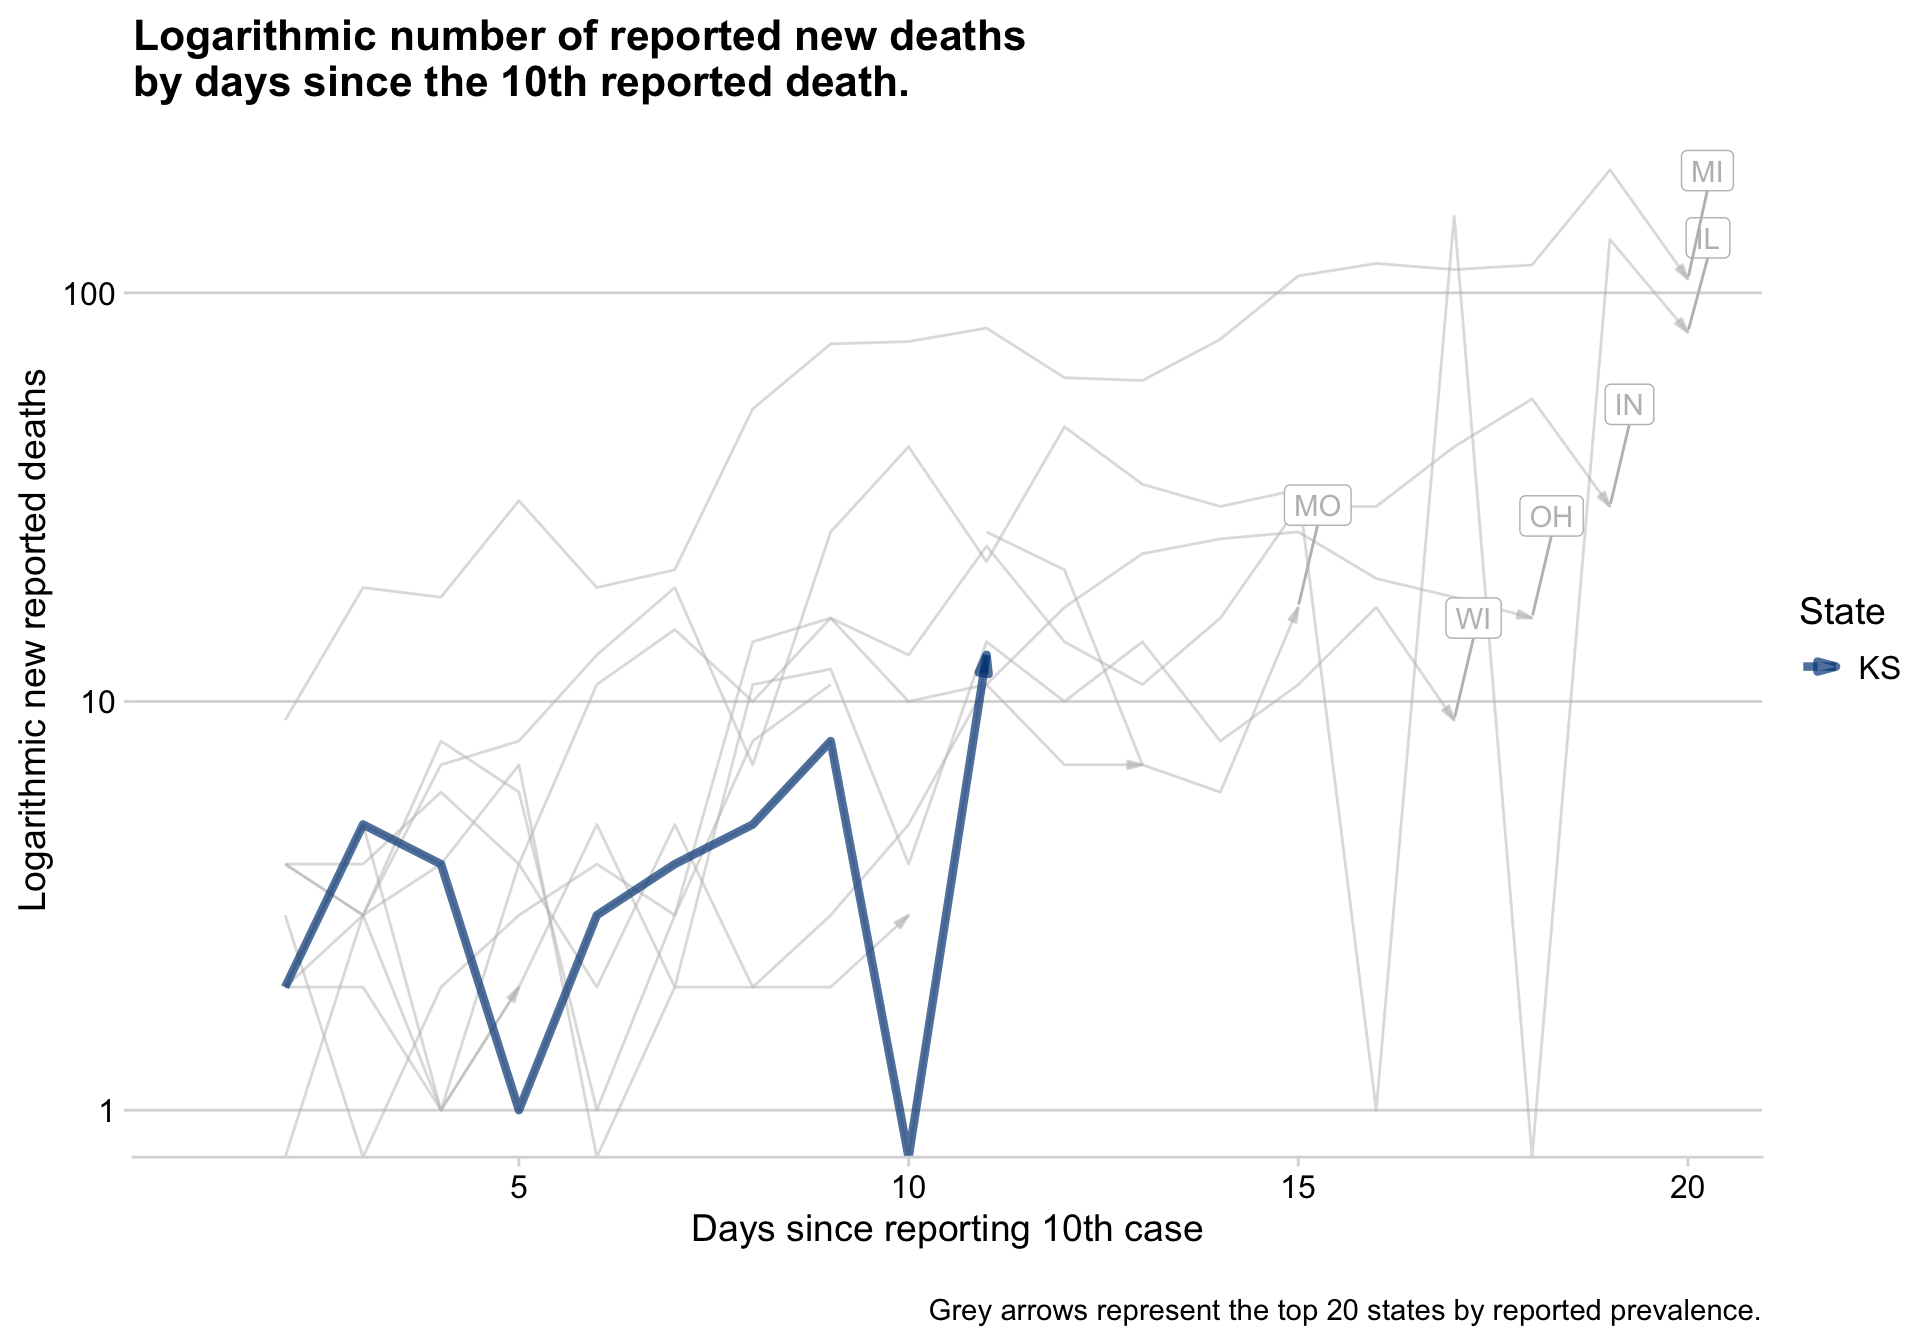 Logarithmic number of reported new deaths
by days since the 10th reported death.
Logarithmic new reported deaths
100
10
1
MI
IL
IN
MO
OH
WI
State
KS
5
10
15
20
Days since reporting 10th case
Grey arrows represent the top 20 states by reported prevalence.